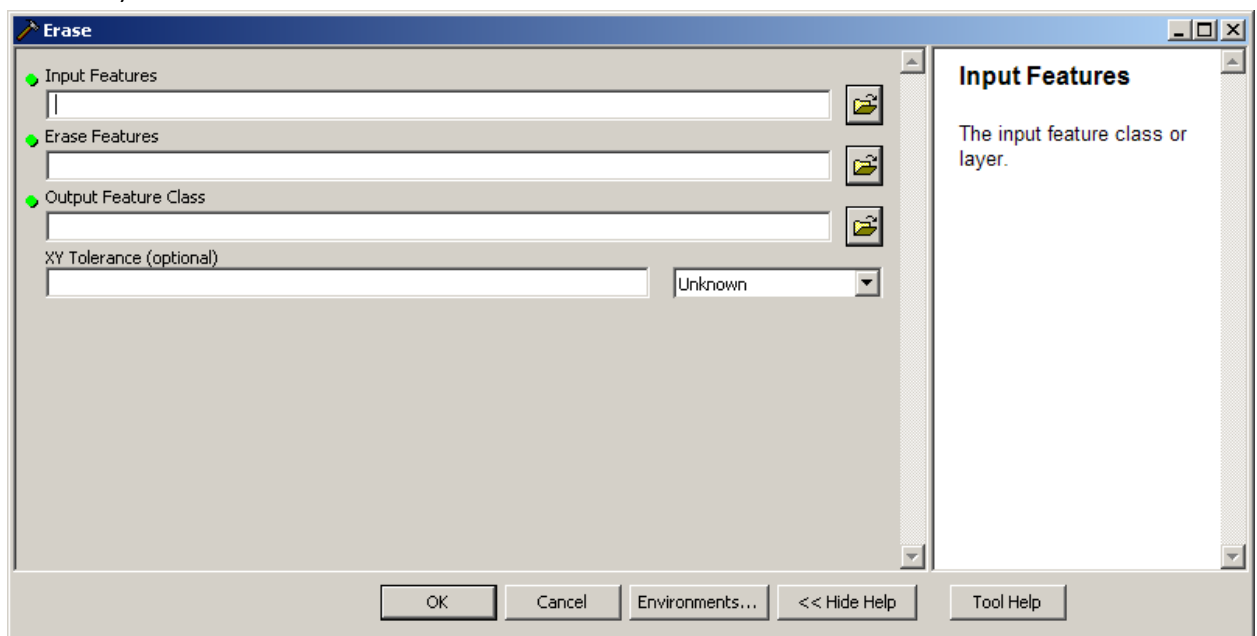 Erase
Input Features
Erase Features
Output Feature Class
XY Tolerance (optional)
Unknown
Input Features
The input feature class or
layer.
OK
Cancel
Environments...
<< Hide Help
Tool Help